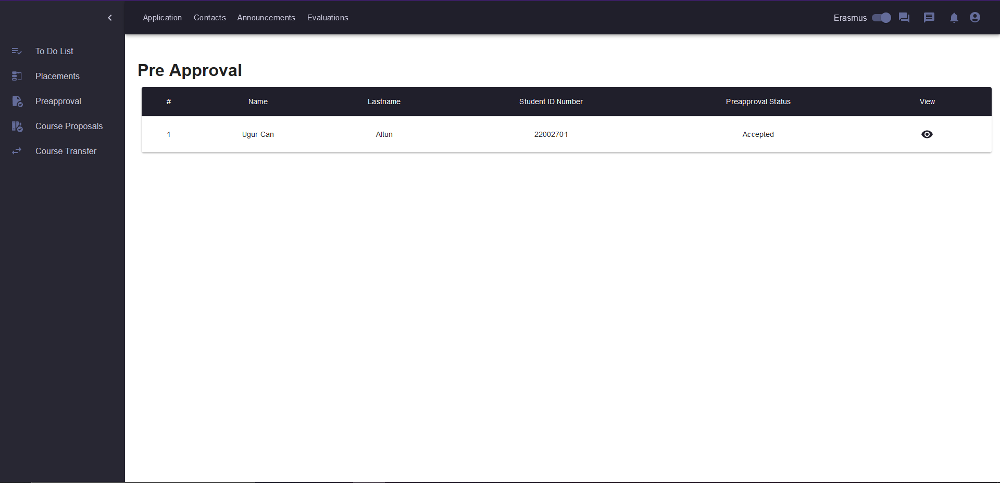 Application Contacts Announcements Evaluations Erasmus
To Do List
Placements
Preapproval
Course Proposals
Course Transfer
Pre Approval
# Name Lastname Student ID Number Preapproval Status View
1 Ugur Can Altun 22002701 Accepted